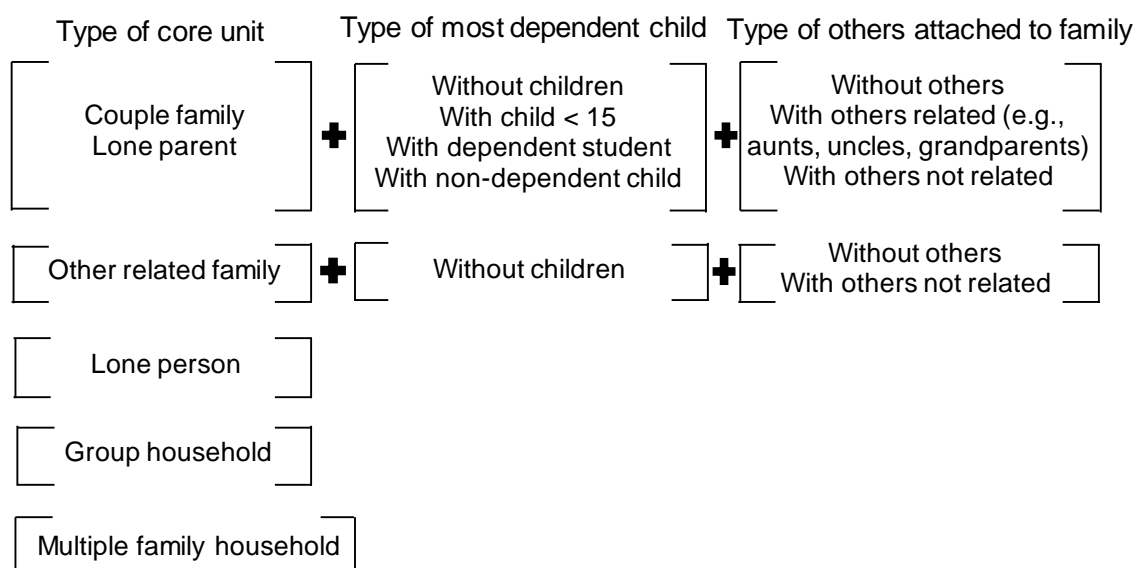 Type of core unit
Type of most dependent child
Type of others attached to family
Couple family
Lone parent
+
Without children
With child < 15
With dependent student
With non-dependent child
+
Without others
With others related (e.g.,
aunts, uncles, grandparents)
With others not related
Other related family
+
Without children
+
Without others
With others not related
Lone person
Group household
Multiple family household